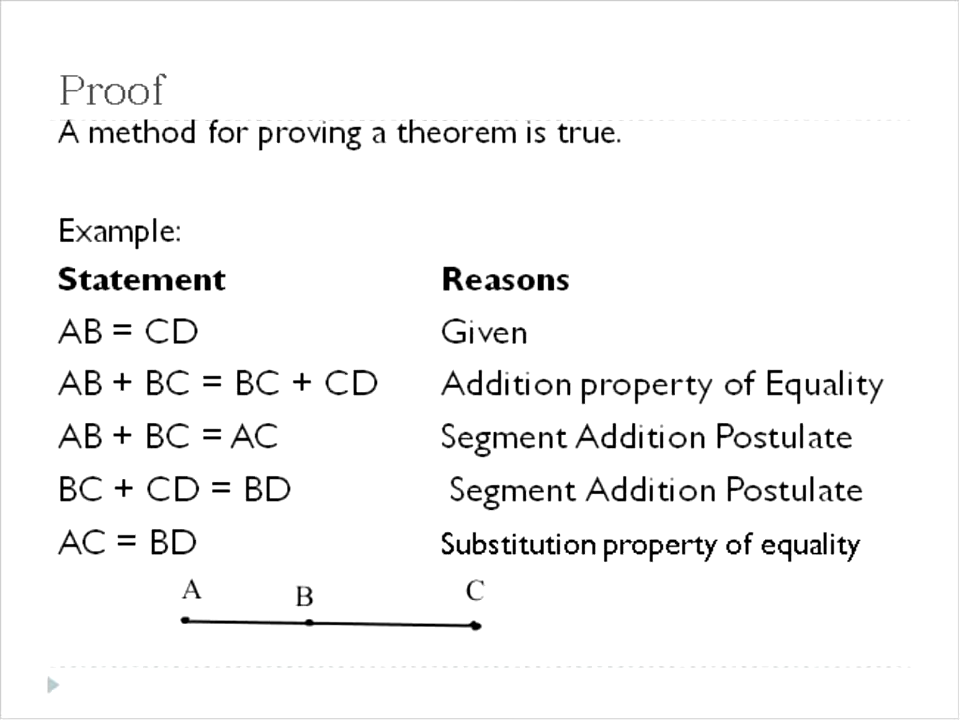 Proof
A method for proving a theorem is true.
Example:
Statement Reasons
AB = CD Given
AB + BC = BC + CD Addition property of Equality
AB + BC = AC Segment Addition Postulate
BC + CD = BD Segment Addition Postulate
AC = BD Substitution property of equality
A B C